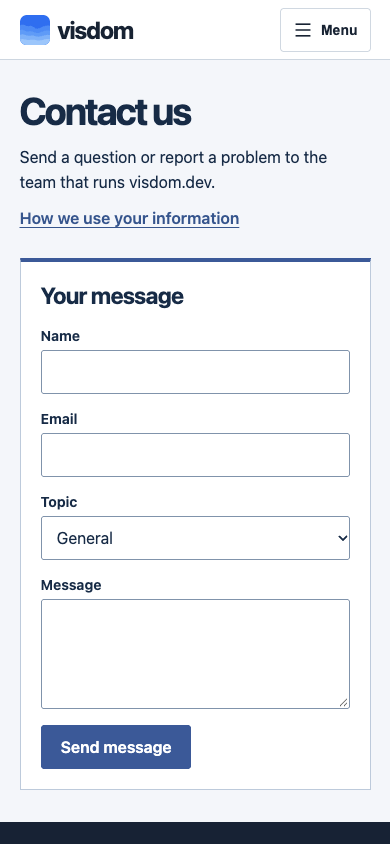 visdom
Menu
Contact us
Send a question or report a problem to the
team that runs visdom.dev.
How we use your information
Your message
Name
Email
Topic
General
Message
Send message